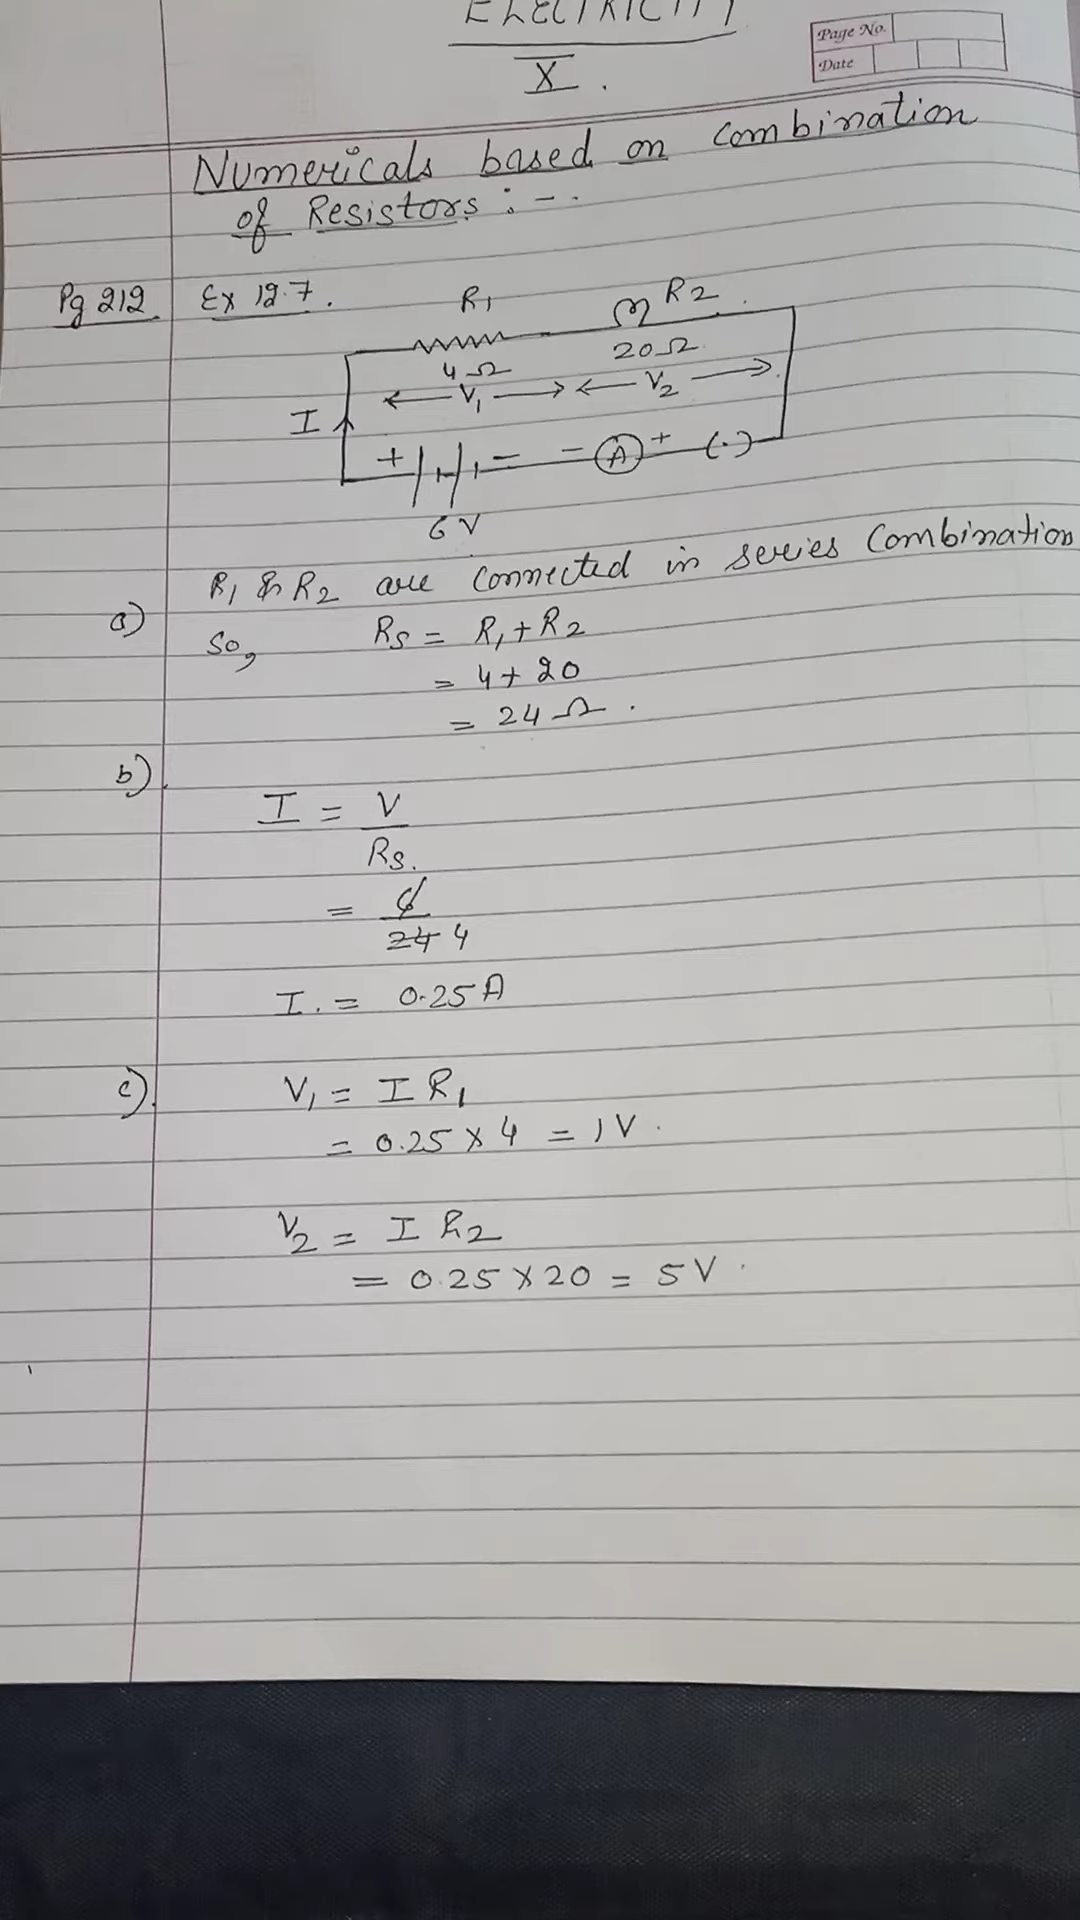 ELECTRICITY
X.
Page No.
Date
Numericals based on combination
of Resistors :-.
Pg 212 Ex 12.7.
R1 R2
4Ω 20Ω
V1 V2
I
+ - - A + (.)
6V
R1 & R2 are connected in series combination
a) So, RS = R1 + R2
= 4 + 20
= 24 Ω.
b)
I = V
RS.
= 6
24 4
I. = 0.25 A
c) V1 = I R1
= 0.25 × 4 = 1V.
V2 = I R2
= 0.25 × 20 = 5V.